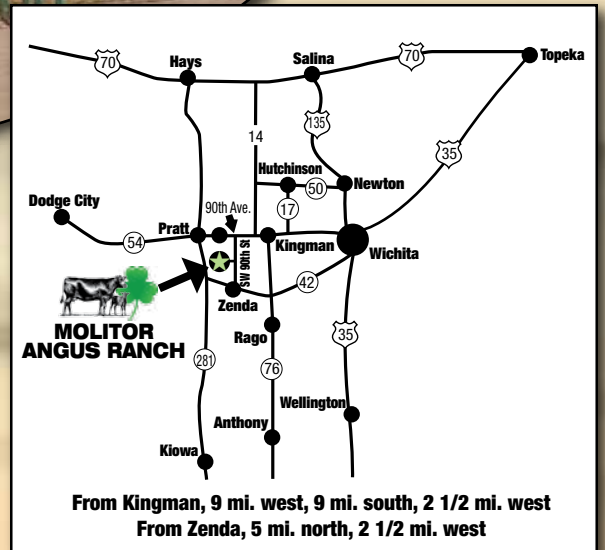 70
Hays
Salina
70
Topeka
135
14
35
Hutchinson
50
Newton
17
Dodge City
90th Ave.
Pratt
54
Kingman
Wichita
SW 90th St
42
Zenda
MOLITOR
ANGUS RANCH
Rago
35
281
76
Wellington
Anthony
Kiowa
From Kingman, 9 mi. west, 9 mi. south, 2 1/2 mi. west
From Zenda, 5 mi. north, 2 1/2 mi. west